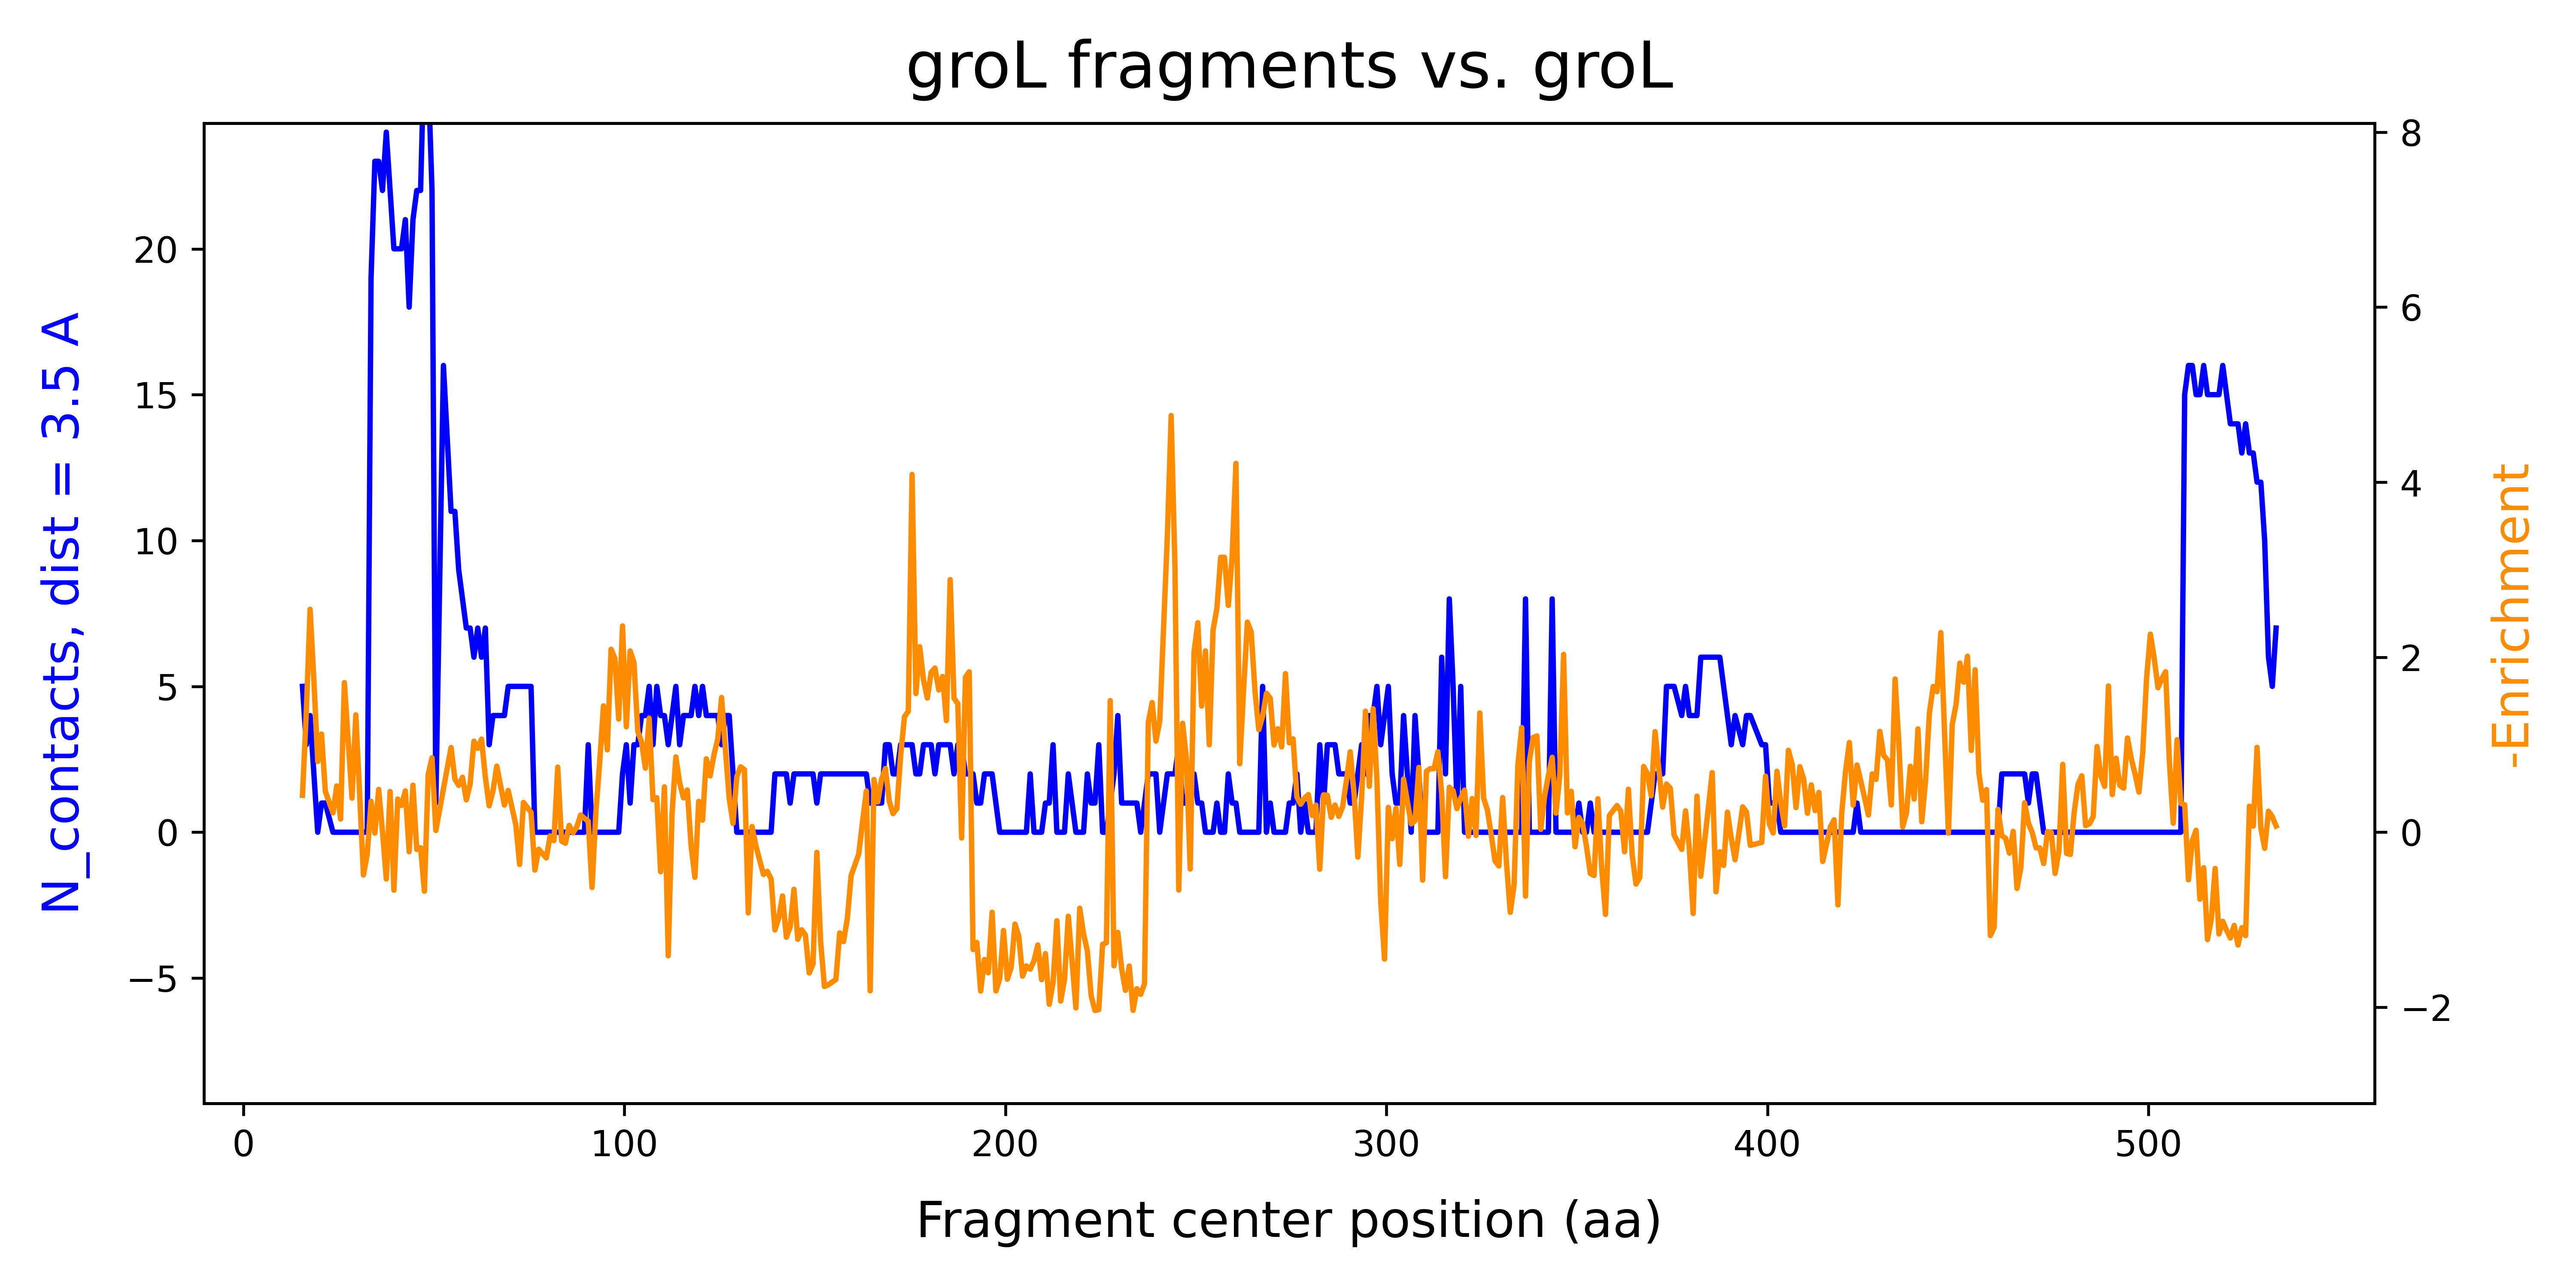 groL fragments vs. groL
N_contacts, dist = 3.5 A
20
15
10
5
0
−5
8
6
4
2
0
−2
-Enrichment
0 100 200 300 400 500
Fragment center position (aa)